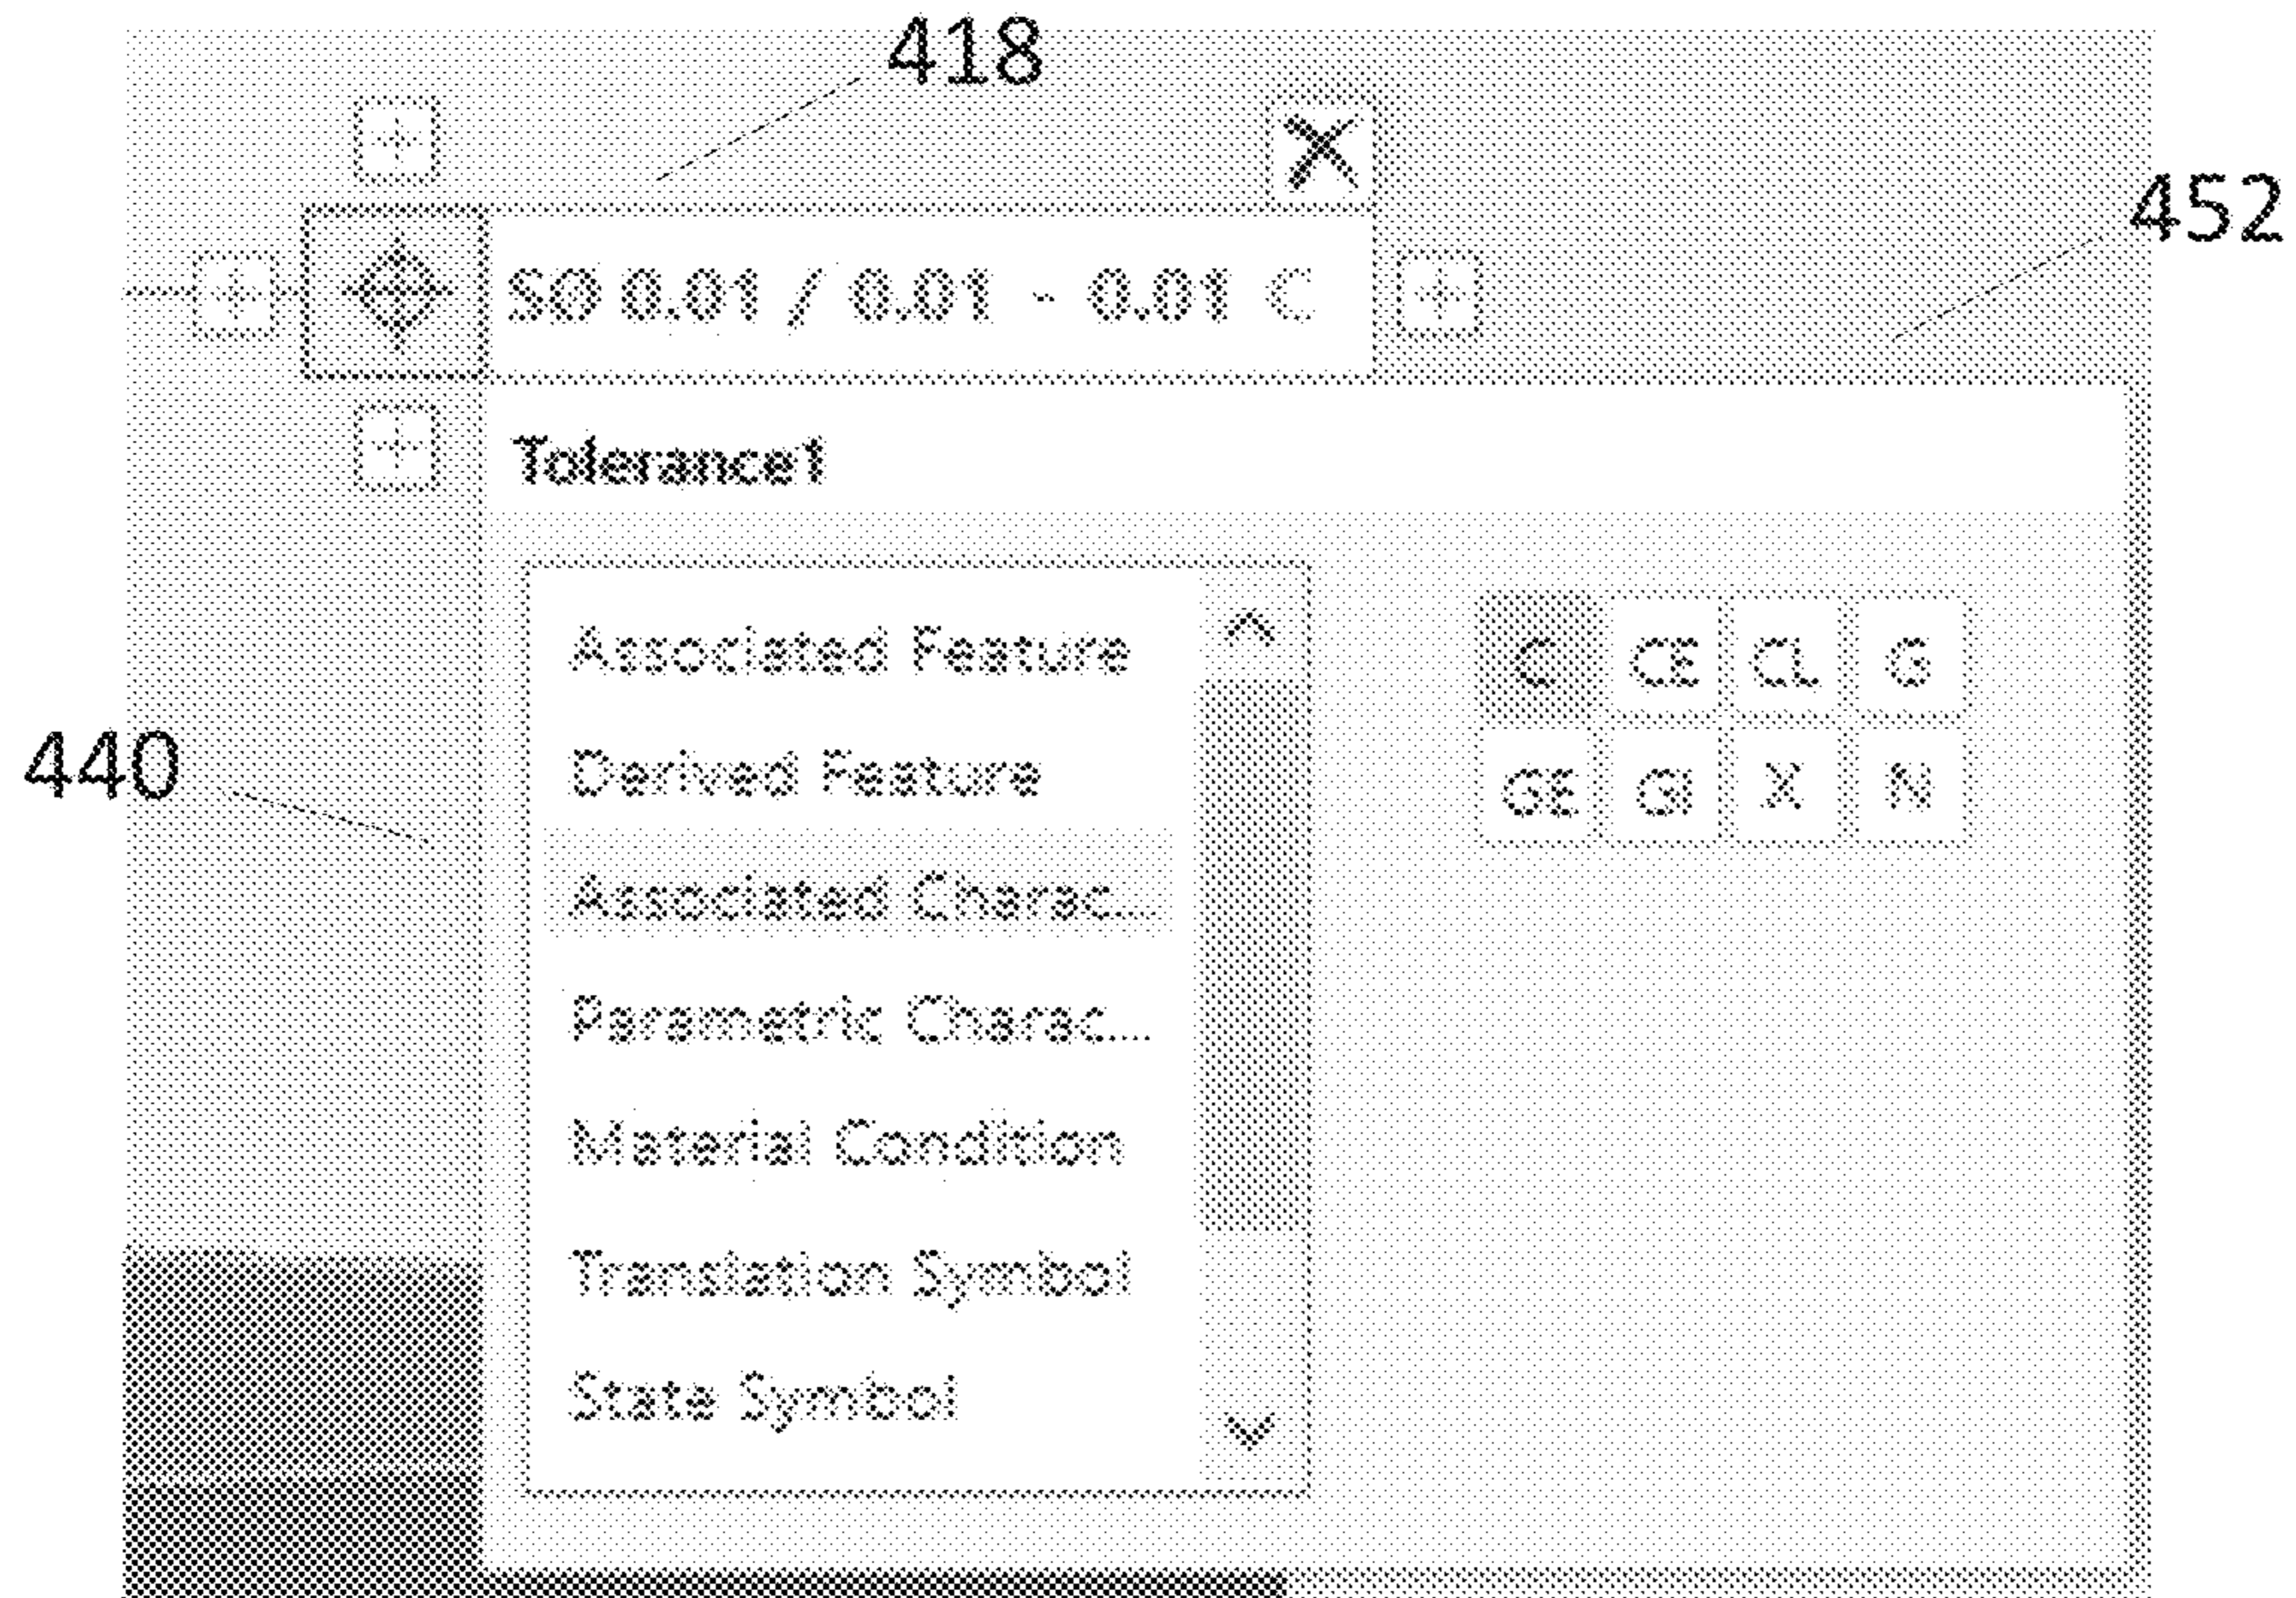 418
452
SØ 0.01 / 0.01 - 0.01 C
Tolerance1
Associated Feature
C CE CL G
440
Derived Feature
GE GI X N
Associated Charac...
Parametric Charac...
Material Condition
Translation Symbol
State Symbol